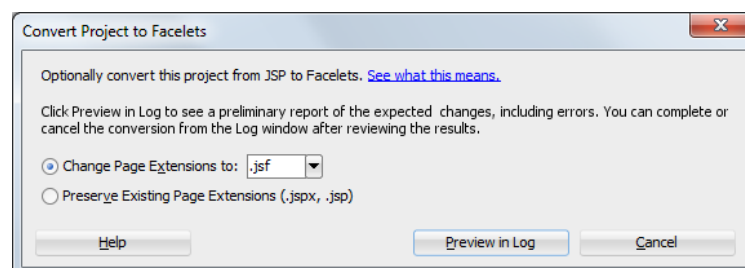 Convert Project to Facelets
Optionally convert this project from JSP to Facelets. See what this means.
Click Preview in Log to see a preliminary report of the expected changes, including errors. You can complete or
cancel the conversion from the Log window after reviewing the results.
Change Page Extensions to: .jsf
Preserve Existing Page Extensions (.jspx, .jsp)
Help Preview in Log Cancel